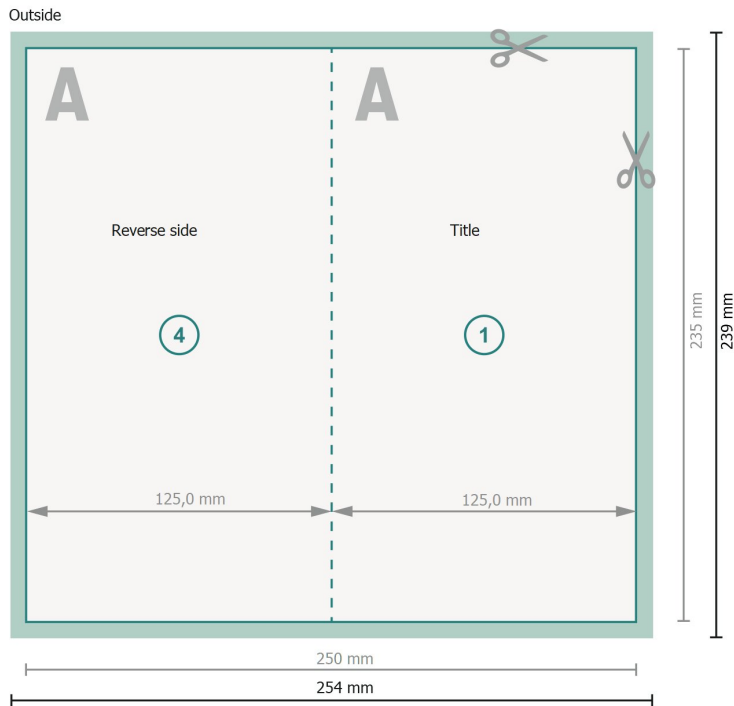 Outside
A A
Reverse side Title
4 1
235 mm
239 mm
125,0 mm 125,0 mm
250 mm
254 mm